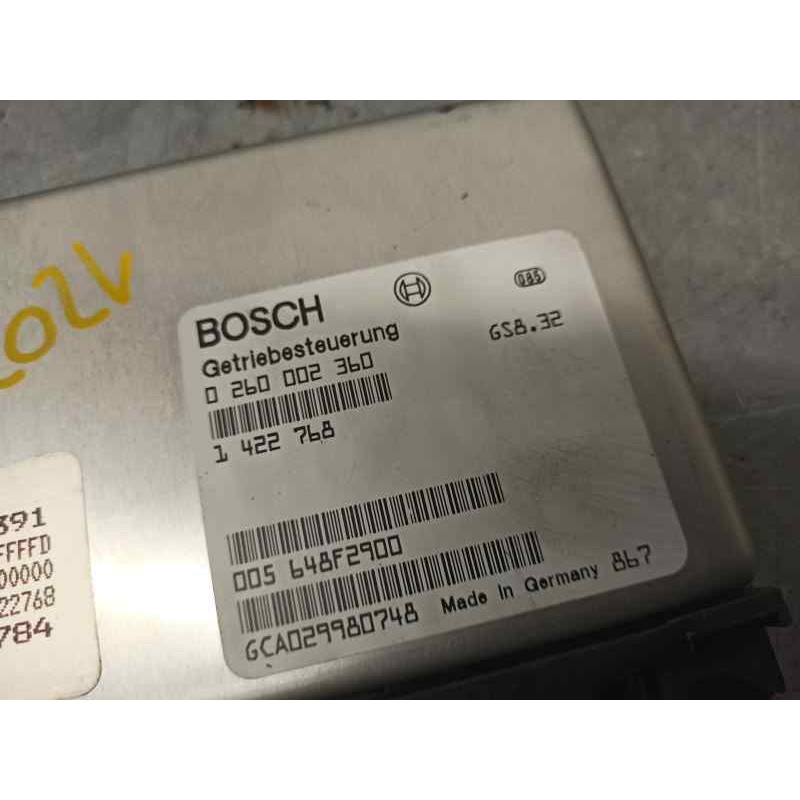 BOSCH
085
Getriebesteuerung
GS8.32
0 260 002 360
1 422 768
005 648F2900
GCA029980748 Made in Germany 867
391
FFFFD
00000
22768
784